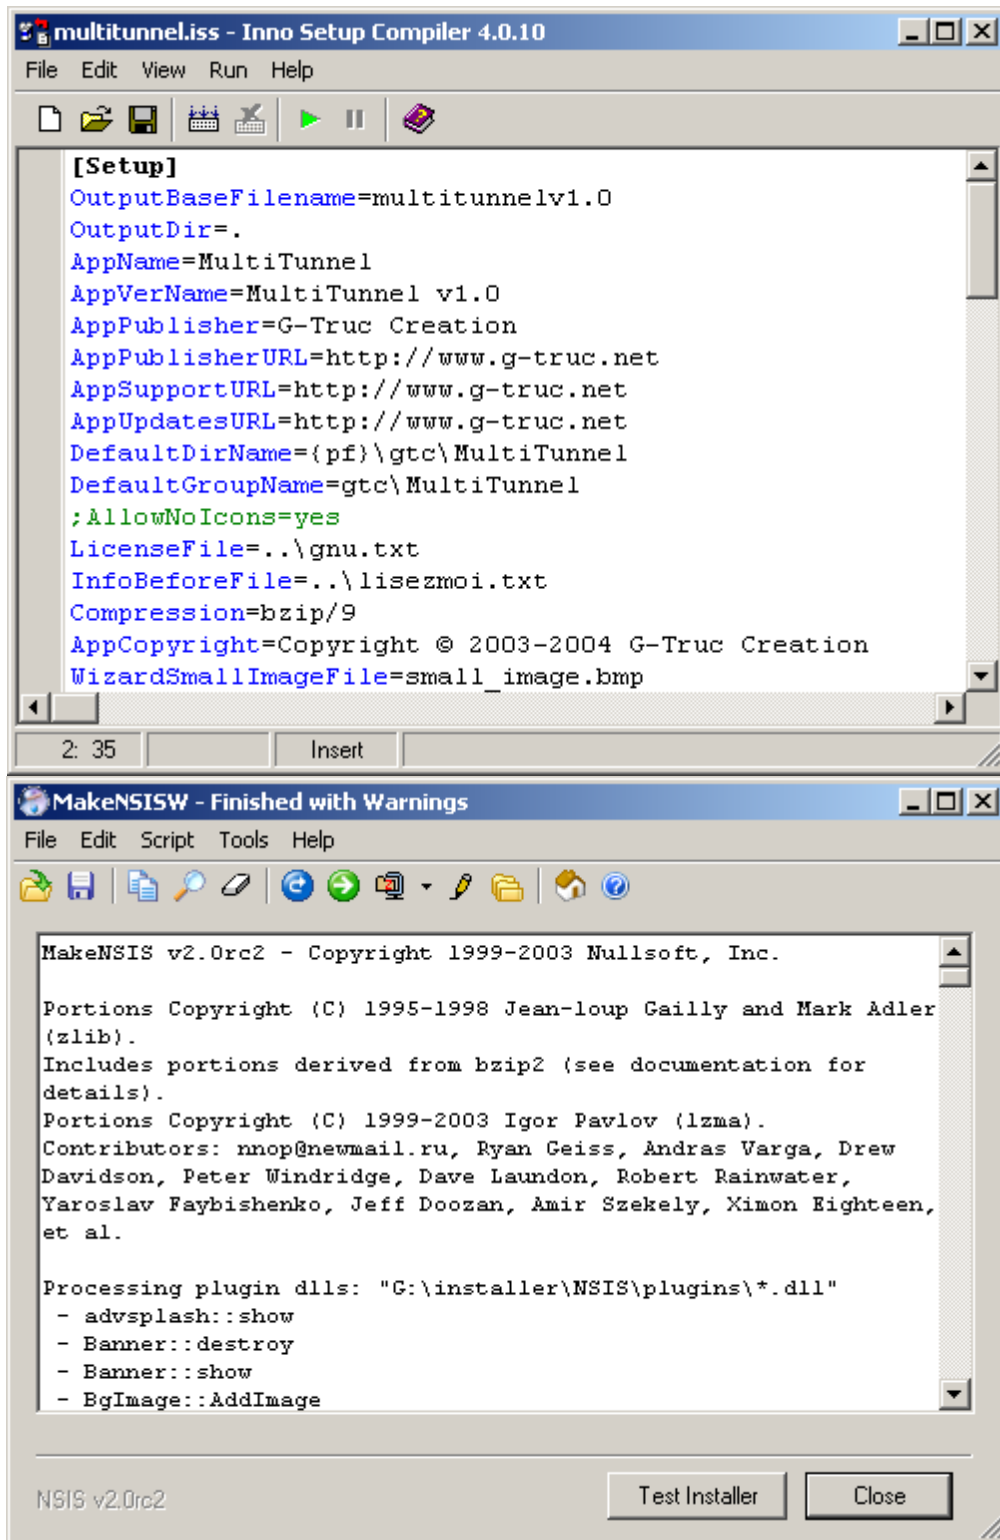 multitunnel.iss - Inno Setup Compiler 4.0.10
File Edit View Run Help
[Setup]
OutputBaseFilename=multitunnelv1.0
OutputDir=.
AppName=MultiTunnel
AppVerName=MultiTunnel v1.0
AppPublisher=G-Truc Creation
AppPublisherURL=http://www.g-truc.net
AppSupportURL=http://www.g-truc.net
AppUpdatesURL=http://www.g-truc.net
DefaultDirName={pf}\gtc\MultiTunnel
DefaultGroupName=gtc\MultiTunnel
;AllowNoIcons=yes
LicenseFile=..\gnu.txt
InfoBeforeFile=..\lisezmoi.txt
Compression=bzip/9
AppCopyright=Copyright © 2003-2004 G-Truc Creation
WizardSmallImageFile=small_image.bmp
2: 35 Insert
MakeNSISW - Finished with Warnings
File Edit Script Tools Help
MakeNSIS v2.0rc2 - Copyright 1999-2003 Nullsoft, Inc.
Portions Copyright (C) 1995-1998 Jean-loup Gailly and Mark Adler
(zlib).
Includes portions derived from bzip2 (see documentation for
details).
Portions Copyright (C) 1999-2003 Igor Pavlov (lzma).
Contributors: nnop@newmail.ru, Ryan Geiss, Andras Varga, Drew
Davidson, Peter Windridge, Dave Laundon, Robert Rainwater,
Yaroslav Faybishenko, Jeff Doozan, Amir Szekely, Ximon Eighteen,
et al.
Processing plugin dlls: "G:\installer\NSIS\plugins\*.dll"
- advsplash::show
- Banner::destroy
- Banner::show
- BgImage::AddImage
NSIS v2.0rc2 Test Installer Close